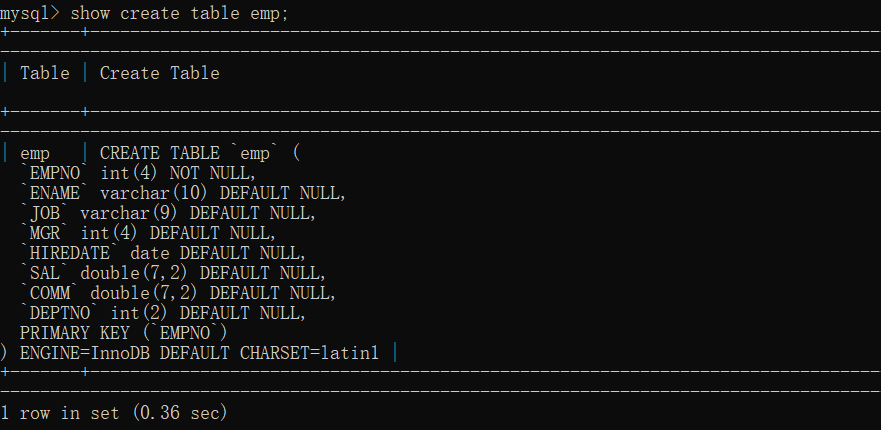 mysql> show create table emp;
| Table | Create Table
| emp | CREATE TABLE `emp` (
`EMPNO` int(4) NOT NULL,
`ENAME` varchar(10) DEFAULT NULL,
`JOB` varchar(9) DEFAULT NULL,
`MGR` int(4) DEFAULT NULL,
`HIREDATE` date DEFAULT NULL,
`SAL` double(7,2) DEFAULT NULL,
`COMM` double(7,2) DEFAULT NULL,
`DEPTNO` int(2) DEFAULT NULL,
PRIMARY KEY (`EMPNO`)
) ENGINE=InnoDB DEFAULT CHARSET=latin1 |
1 row in set (0.36 sec)